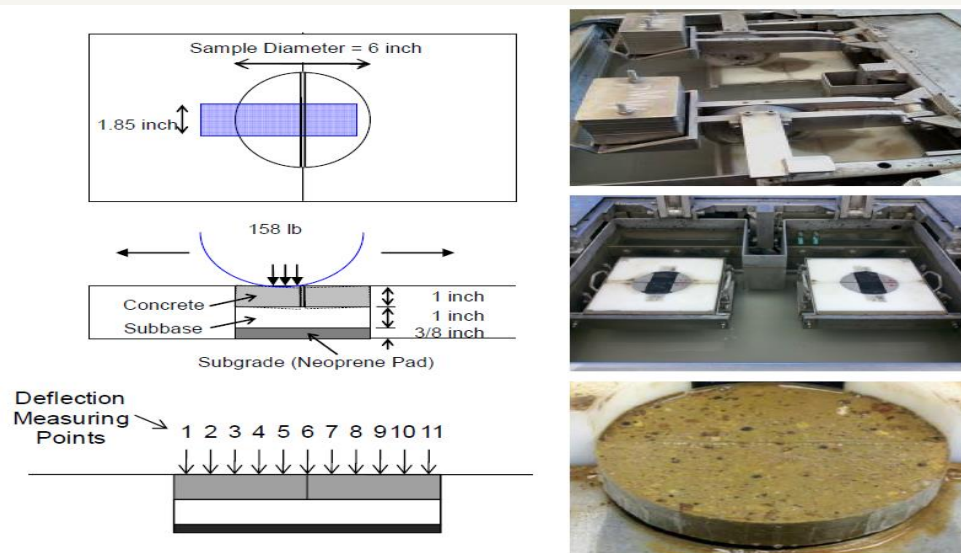 Sample Diameter = 6 inch
1.85 inch
158 lb
Concrete
1 inch
Subbase
1 inch
3/8 inch
Subgrade (Neoprene Pad)
Deflection
Measuring
Points
1 2 3 4 5 6 7 8 9 10 11